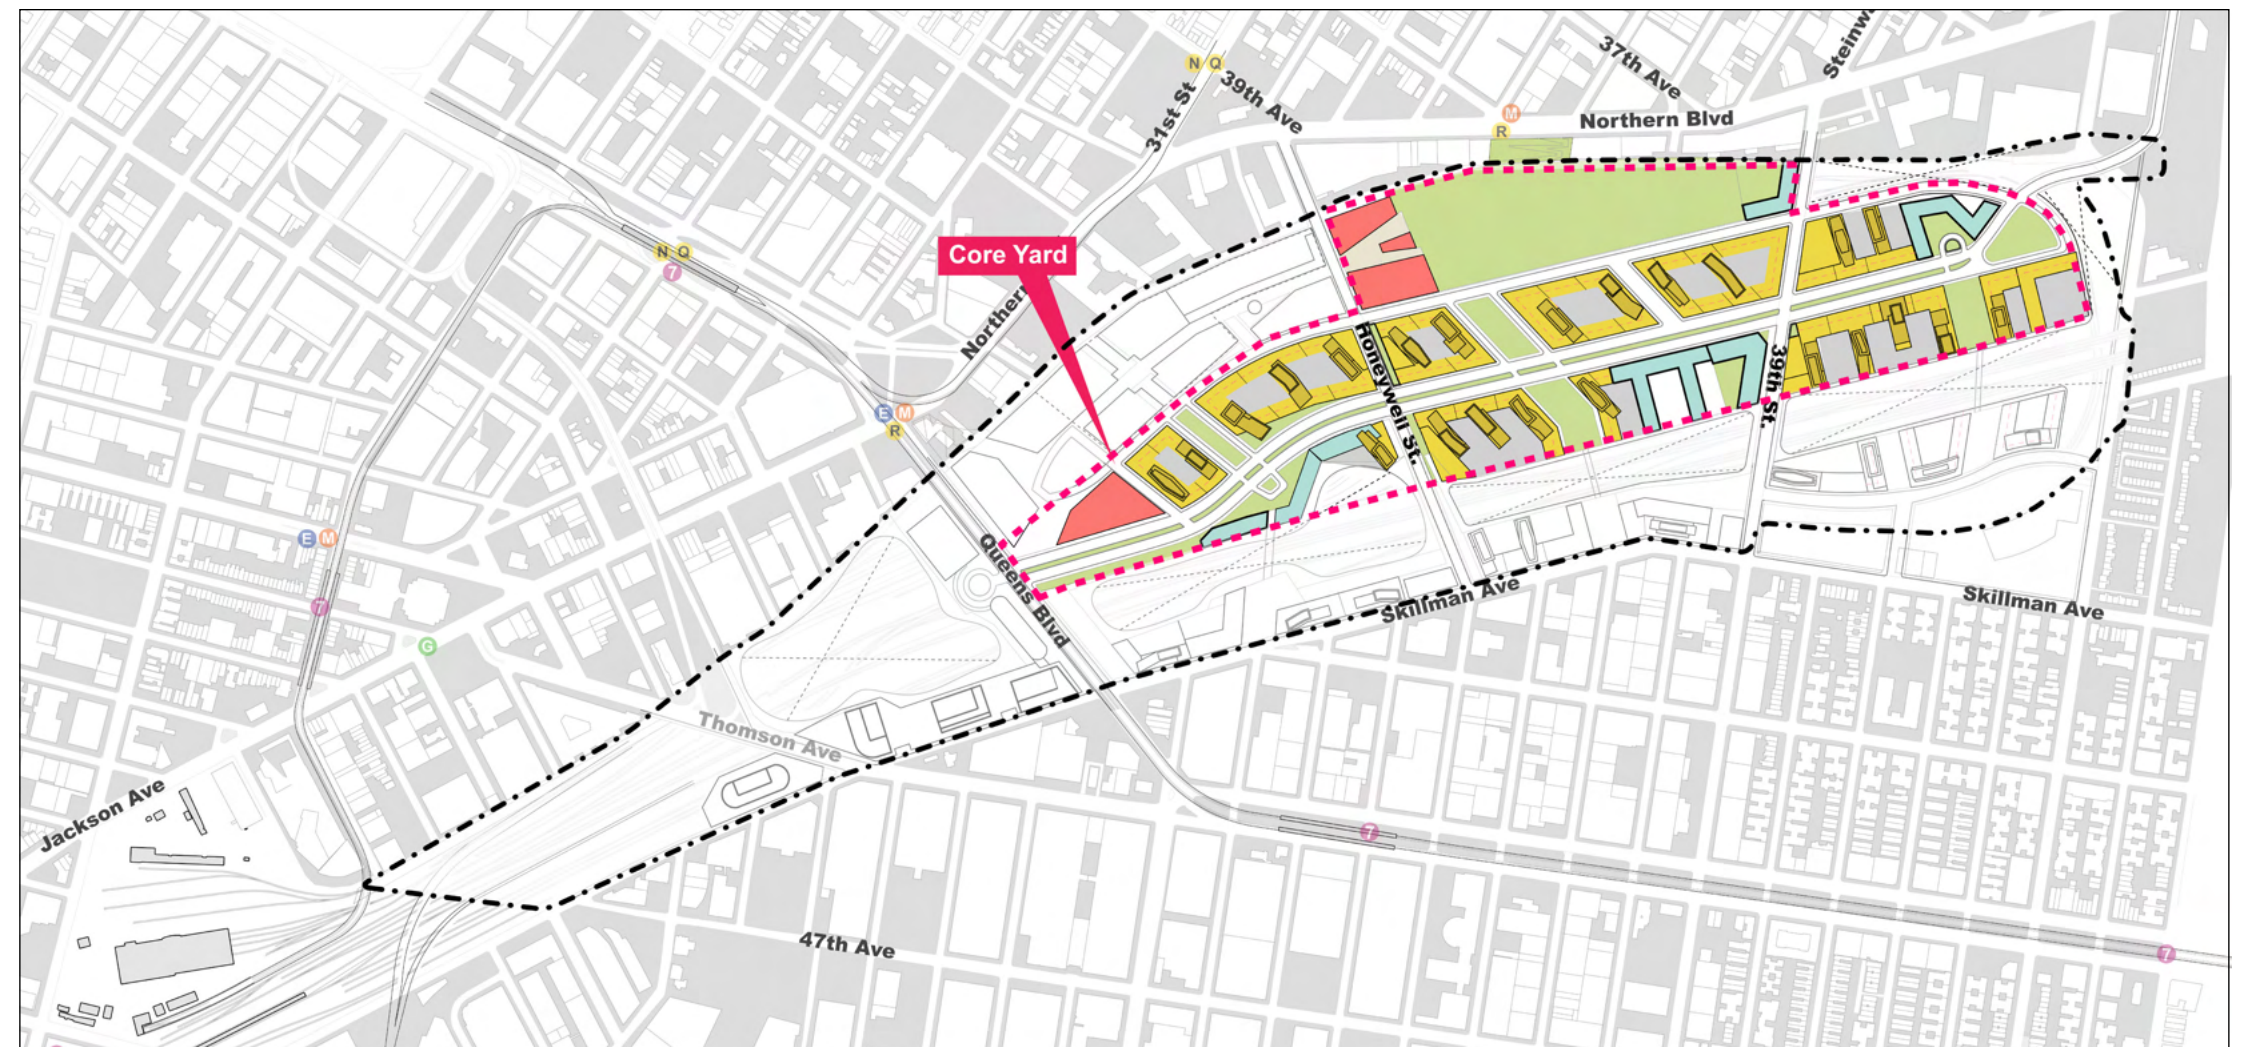 Steinw
37th Ave
N Q
39th Ave
31st St
M
R
Northern Blvd
N Q
7
Core Yard
Northern
Honeywell St.
39th St.
E M
R
E M
7
G
Queens Blvd
Skillman Ave
Skillman Ave
Thomson Ave
Jackson Ave
7
47th Ave
7